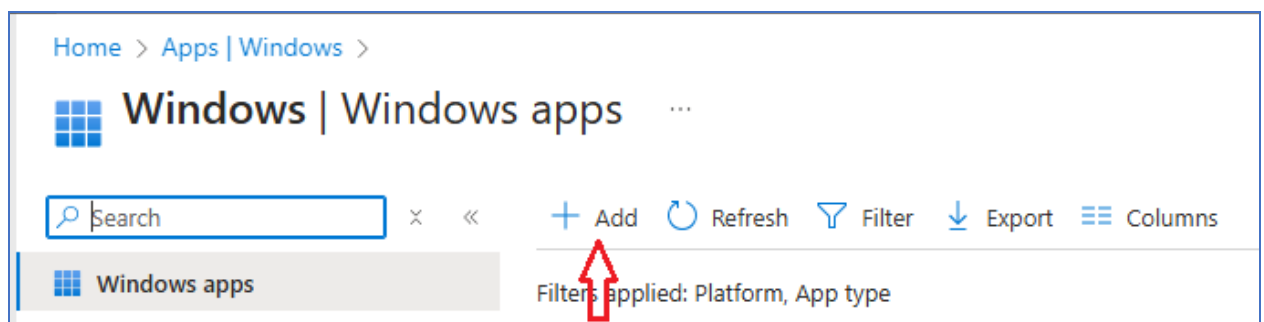 Home > Apps | Windows >
Windows | Windows apps ...
Search
Add Refresh Filter Export Columns
Windows apps
Filters applied: Platform, App type